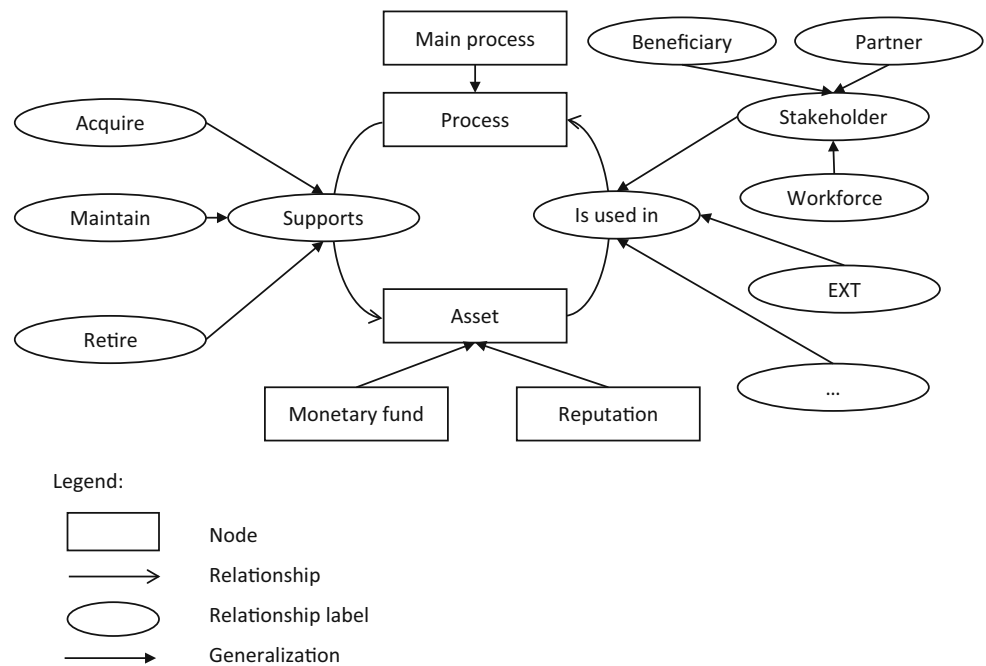 Main process
Beneficiary
Partner
Process
Stakeholder
Acquire
Workforce
Maintain
Supports
Is used in
EXT
Asset
Retire
...
Monetary fund
Reputation
Legend:
Node
Relationship
Relationship label
Generalization